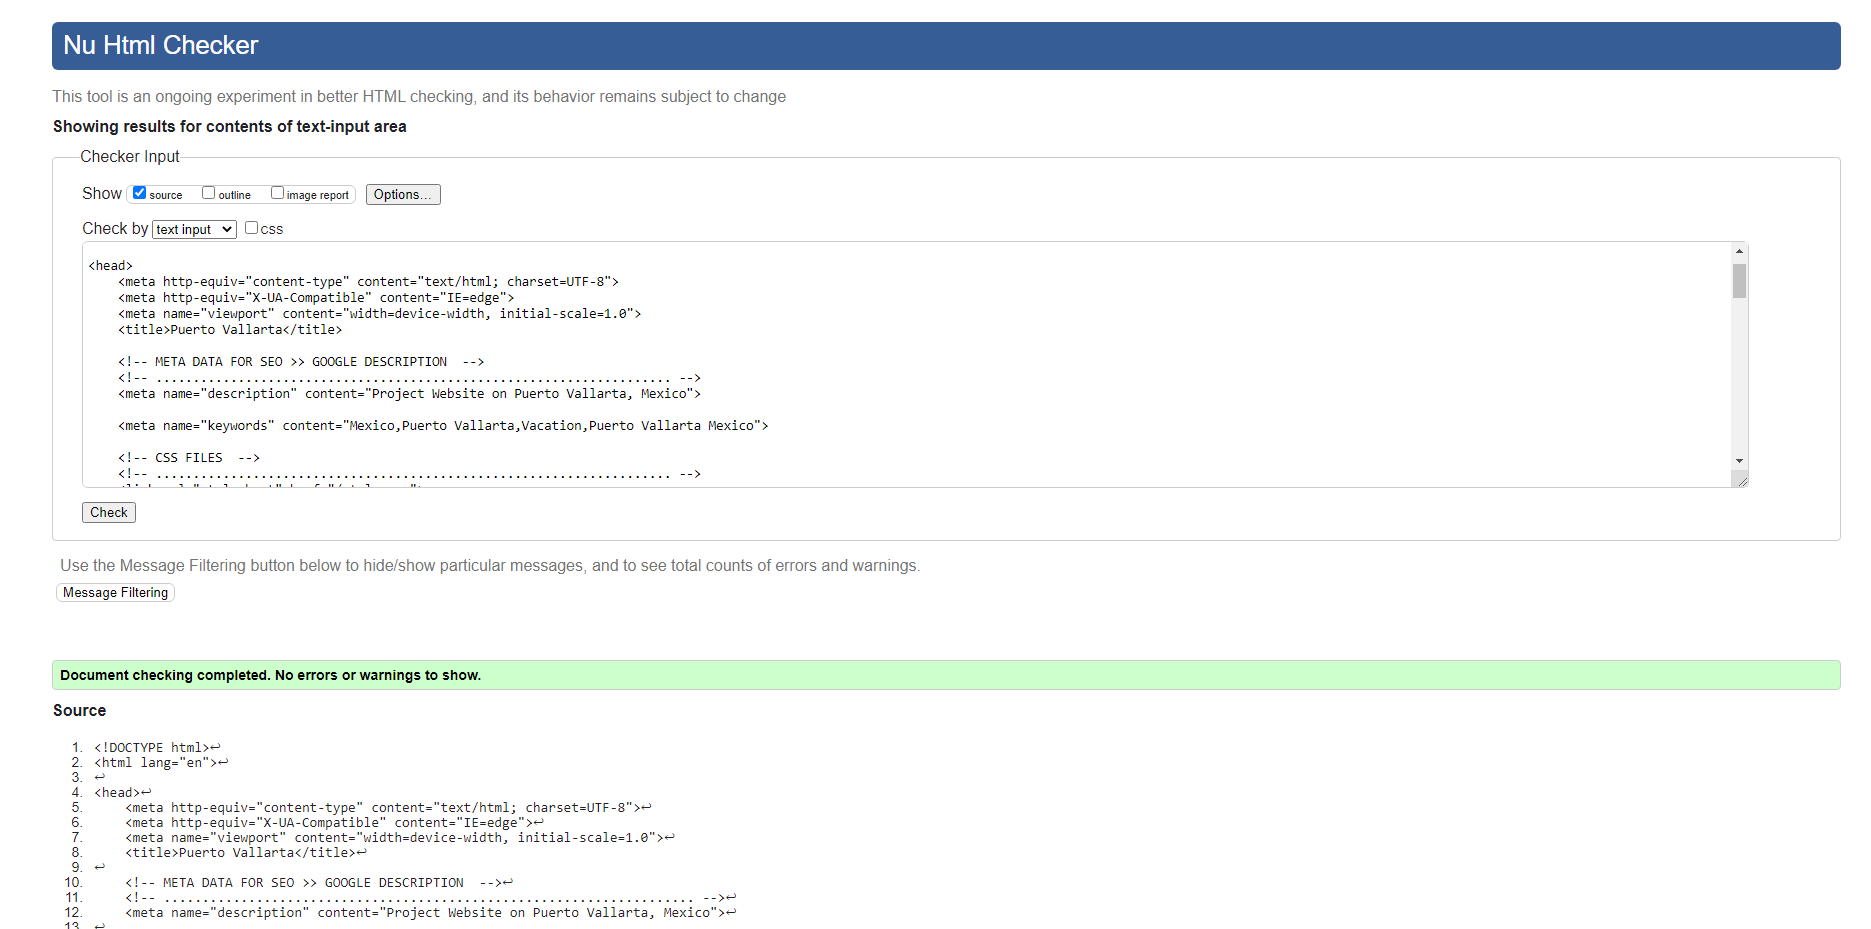 Nu Html Checker
This tool is an ongoing experiment in better HTML checking, and its behavior remains subject to change
Showing results for contents of text-input area
Checker Input
Show source outline image report Options...
Check by text input css
<head>
    <meta http-equiv="content-type" content="text/html; charset=UTF-8">
    <meta http-equiv="X-UA-Compatible" content="IE=edge">
    <meta name="viewport" content="width=device-width, initial-scale=1.0">
    <title>Puerto Vallarta</title>
    <!-- META DATA FOR SEO >> GOOGLE DESCRIPTION  -->
    <!-- ..................................................................... -->
    <meta name="description" content="Project Website on Puerto Vallarta, Mexico">
    <meta name="keywords" content="Mexico,Puerto Vallarta,Vacation,Puerto Vallarta Mexico">
    <!-- CSS FILES  -->
    <!-- ..................................................................... -->
Check
Use the Message Filtering button below to hide/show particular messages, and to see total counts of errors and warnings.
Message Filtering
Document checking completed. No errors or warnings to show.
Source
1. <!DOCTYPE html>↩
2. <html lang="en">↩
3. ↩
4. <head>↩
5.     <meta http-equiv="content-type" content="text/html; charset=UTF-8">↩
6.     <meta http-equiv="X-UA-Compatible" content="IE=edge">↩
7.     <meta name="viewport" content="width=device-width, initial-scale=1.0">↩
8.     <title>Puerto Vallarta</title>↩
9. ↩
10.     <!-- META DATA FOR SEO >> GOOGLE DESCRIPTION  -->↩
11.     <!-- ..................................................................... -->↩
12.     <meta name="description" content="Project Website on Puerto Vallarta, Mexico">↩
13. ↩